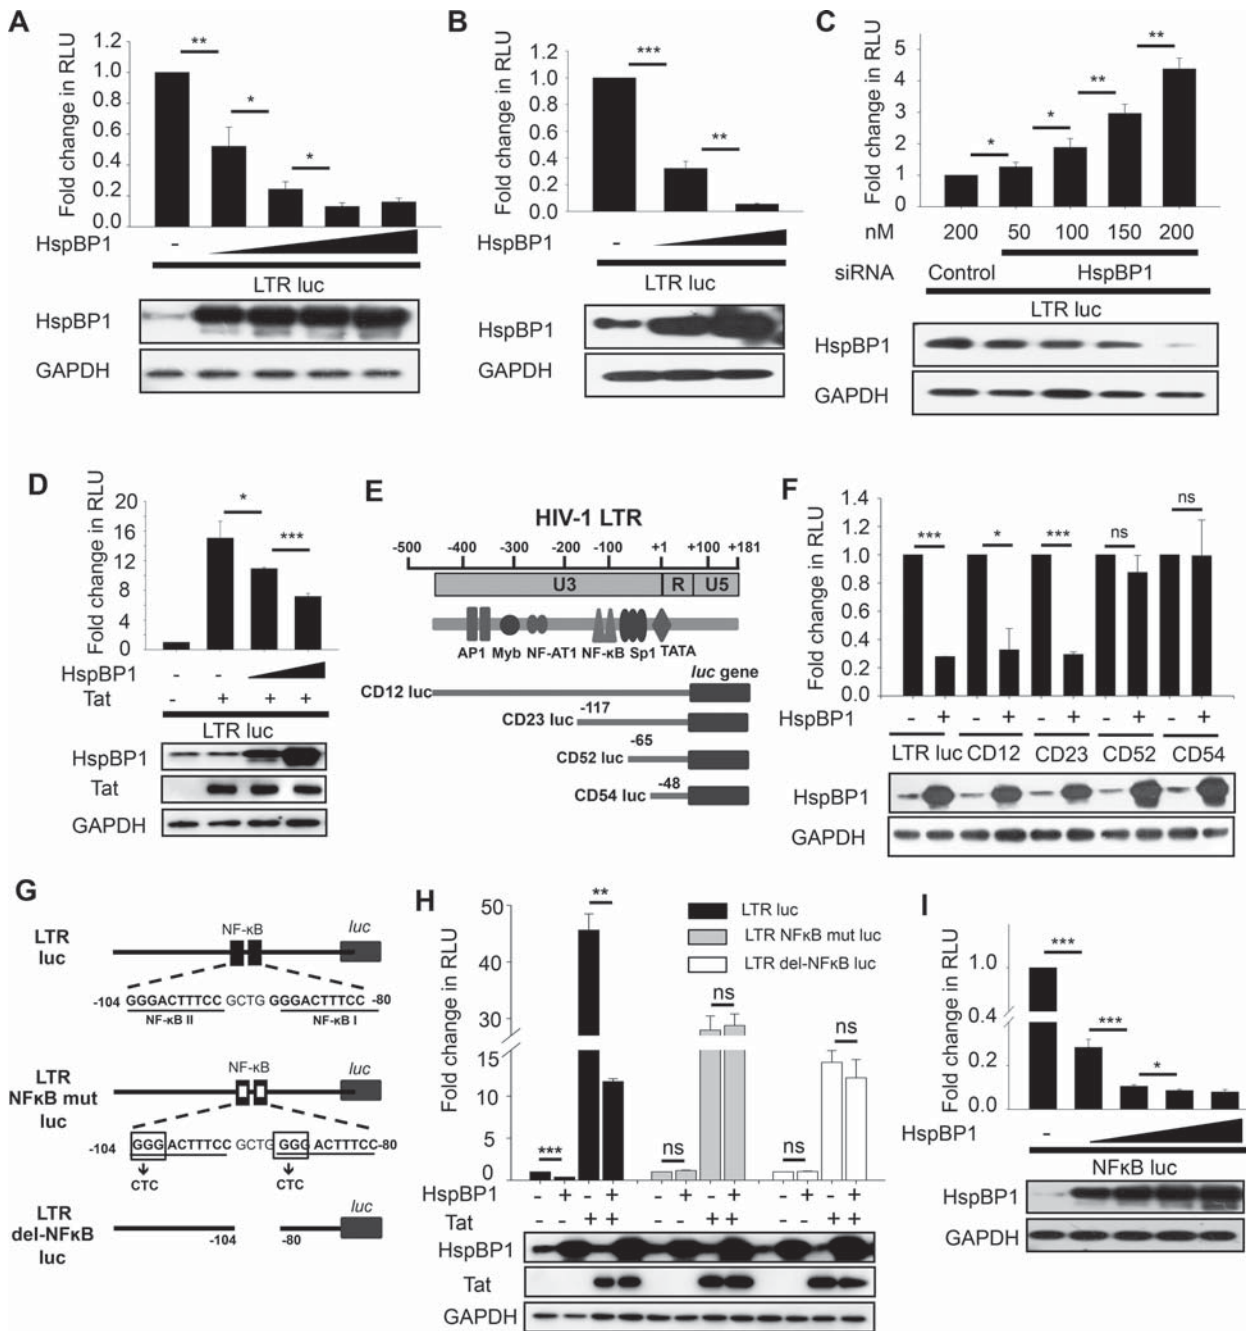 A
Fold change in RLU
1.2
1.0
0.8
0.6
0.4
0.2
0.0
**
*
*
HspBP1
-
LTR luc
HspBP1
GAPDH
B
Fold change in RLU
1.2
1.0
0.8
0.6
0.4
0.2
0.0
***
**
HspBP1
-
LTR luc
HspBP1
GAPDH
C
Fold change in RLU
5
4
3
2
1
0
*
*
**
**
nM 200 50 100 150 200
siRNA Control HspBP1
LTR luc
HspBP1
GAPDH
D
Fold change in RLU
20
16
12
8
4
0
*
***
HspBP1 - -
Tat - + + +
LTR luc
HspBP1
Tat
GAPDH
E
HIV-1 LTR
-500 -400 -300 -200 -100 +1 +100 +181
U3 R U5
AP1 Myb NF-AT1 NF-κB Sp1 TATA
luc gene
CD12 luc
-117
CD23 luc
-65
CD52 luc
-48
CD54 luc
F
Fold change in RLU
1.4
1.2
1.0
0.8
0.6
0.4
0.2
0.0
*** * *** ns ns
HspBP1 - + - + - + - + - +
LTR luc CD12 CD23 CD52 CD54
HspBP1
GAPDH
G
LTR
luc
NF-κB
luc
-104 GGGACTTTCC GCTG GGGACTTTCC -80
NF-κB II NF-κB I
LTR
NFκB mut
luc
NF-κB
luc
-104 GGGACTTTCC GCTG GGGACTTTCC -80
CTC CTC
LTR
del-NFκB
luc
-104 -80
luc
H
Fold change in RLU
50
40
30
15
10
5
0
LTR luc
LTR NFκB mut luc
LTR del-NFκB luc
***
**
ns
ns
ns
ns
HspBP1 - + - + - + - + - + - +
Tat - - + + - - + + - - + +
HspBP1
Tat
GAPDH
I
Fold change in RLU
1.0
0.4
0.2
0
***
***
*
HspBP1
-
NFκB luc
HspBP1
GAPDH